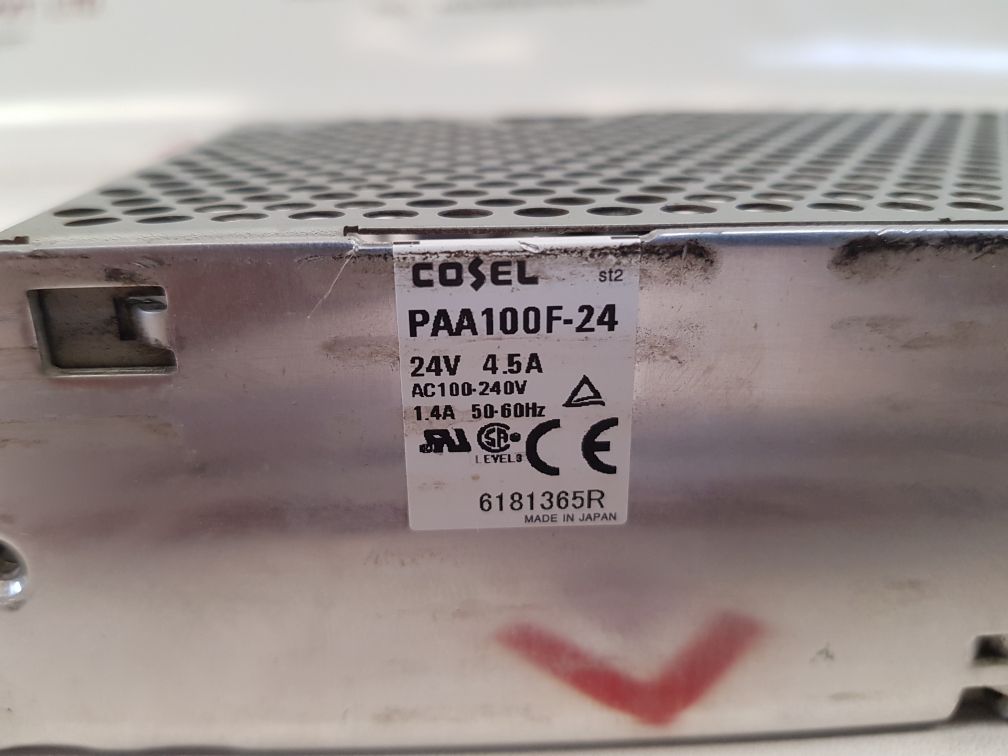 COSEL st2
PAA100F-24
24V 4.5A
AC100-240V
1.4A 50-60Hz
LEVEL3
6181365R
MADE IN JAPAN